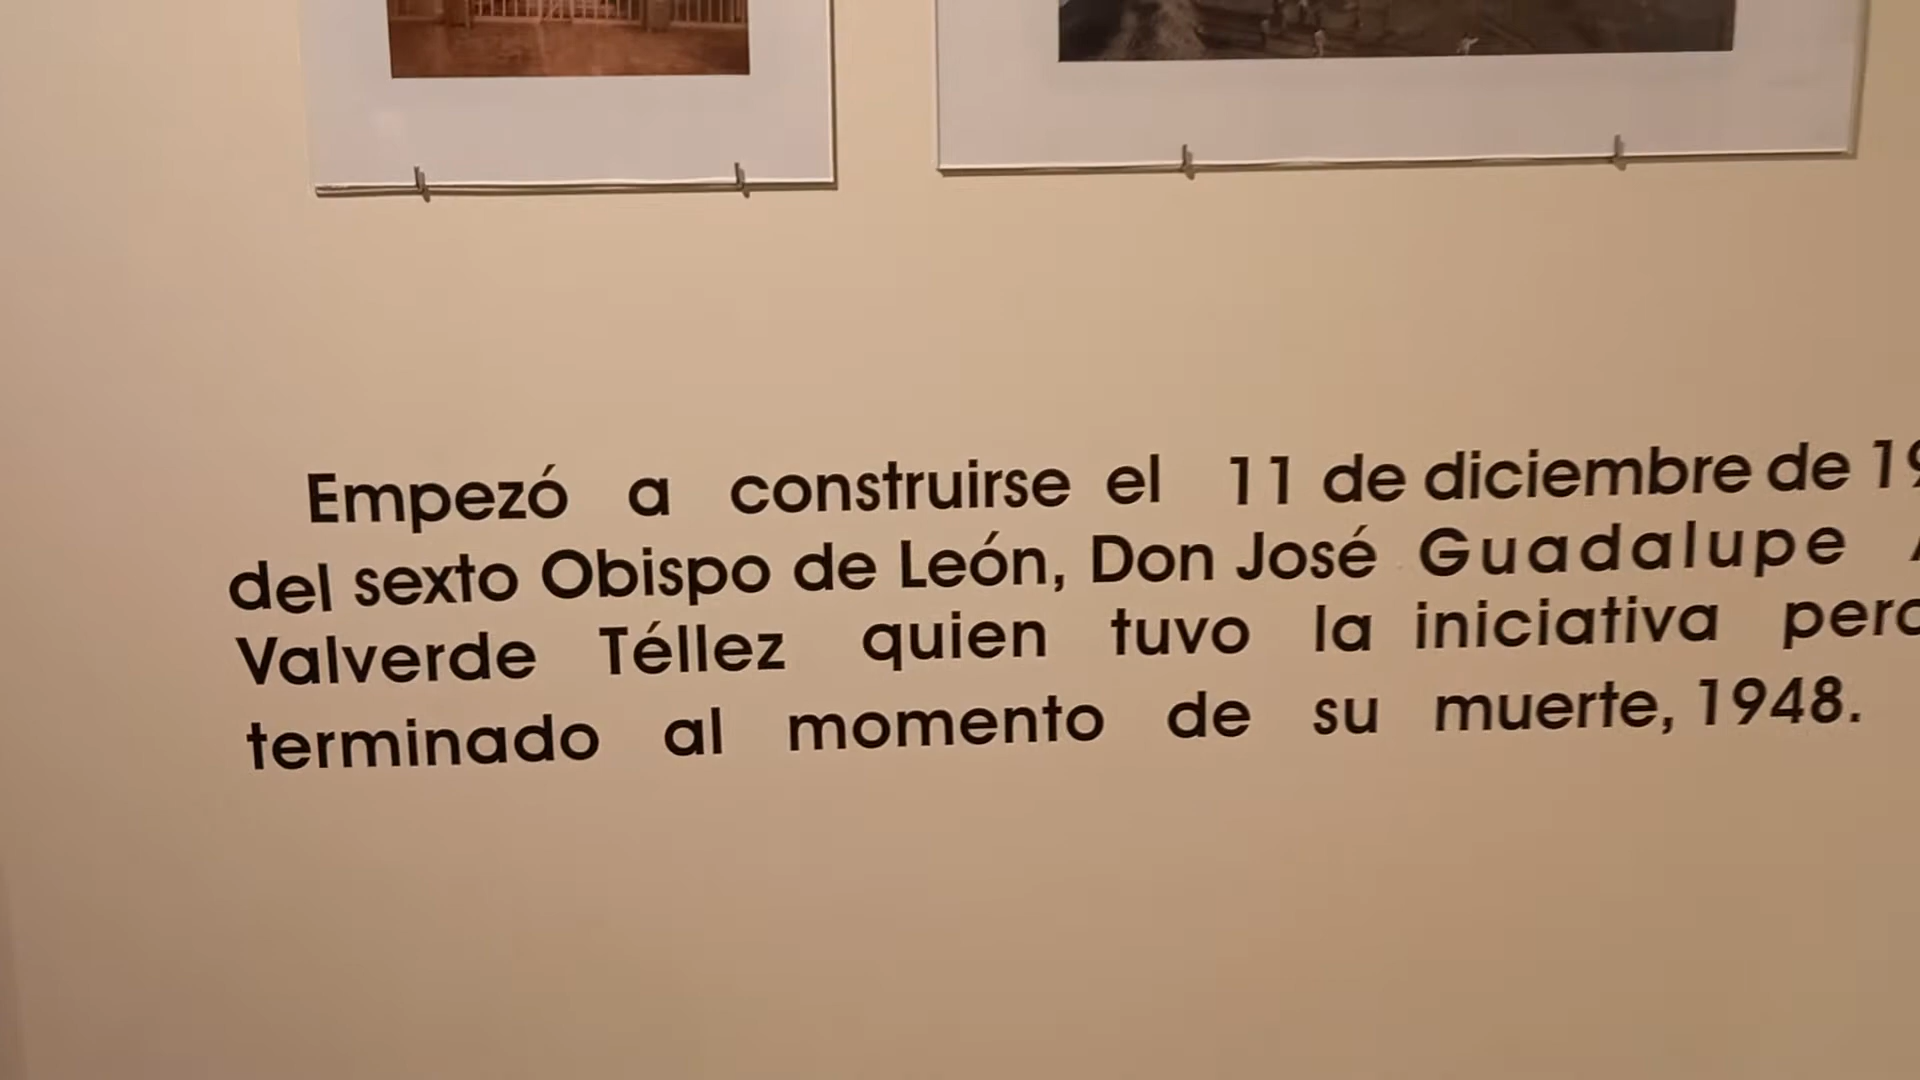 Empezó a construirse el 11 de diciembre de
del sexto Obispo de León, Don José Guadalupe
Valverde Téllez quien tuvo la iniciativa
terminado al momento de su muerte, 1948.